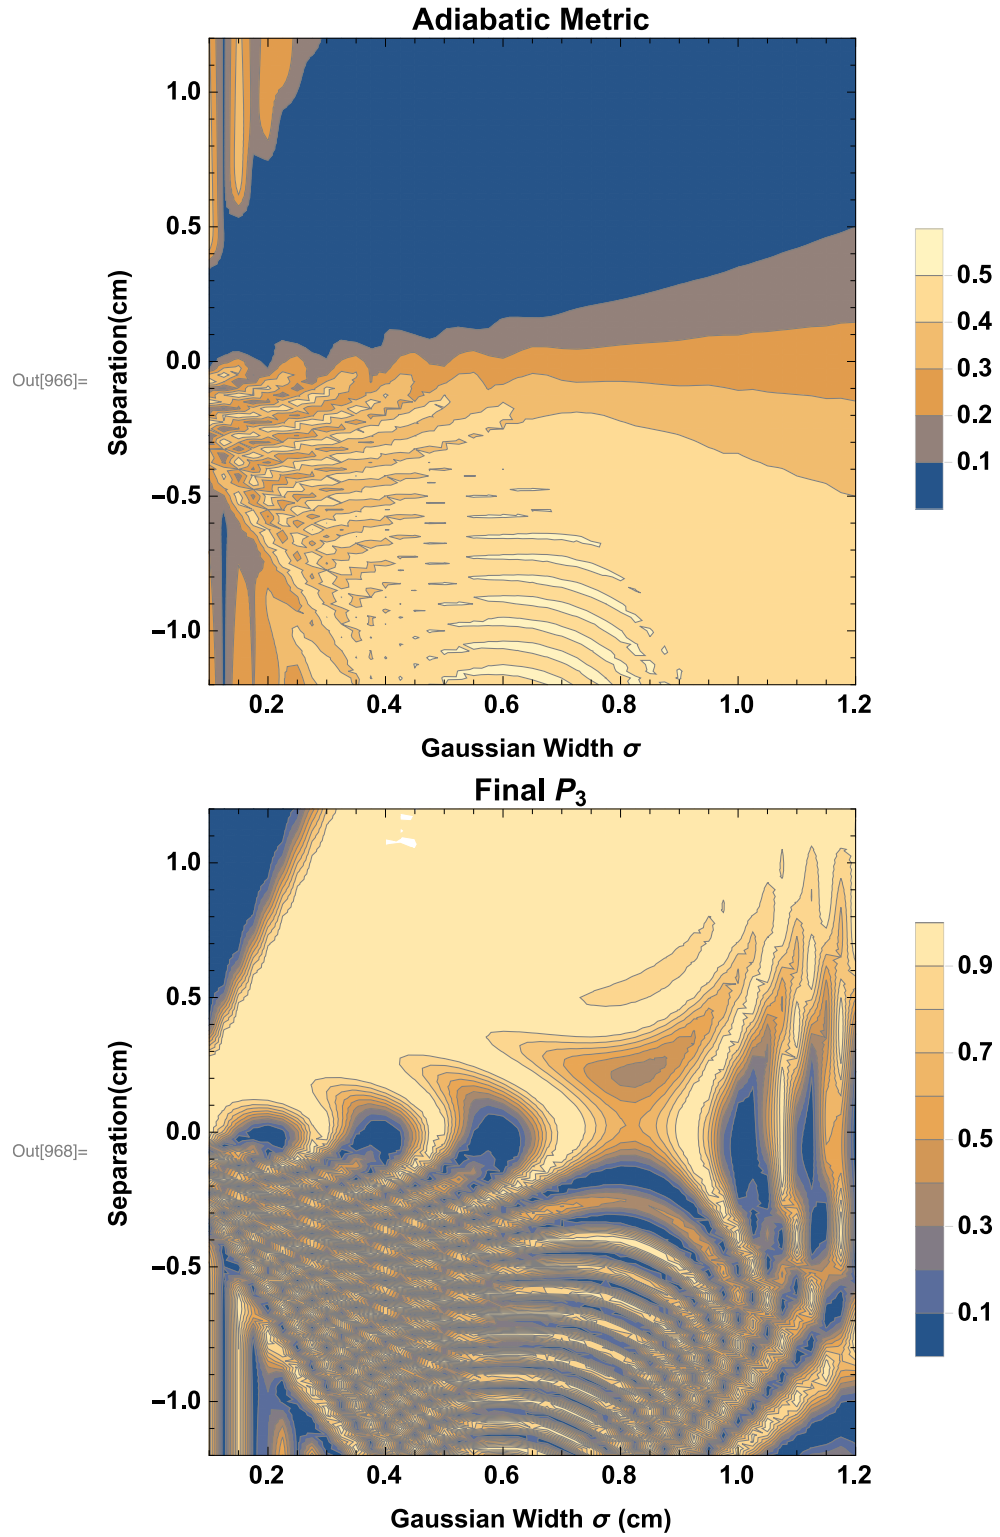 Adiabatic Metric
1.0
0.5
0.0
−0.5
−1.0
Separation(cm)
Out[966]=
0.2 0.4 0.6 0.8 1.0 1.2
Gaussian Width σ
0.5
0.4
0.3
0.2
0.1
Final P₃
1.0
0.5
0.0
−0.5
−1.0
Separation(cm)
Out[968]=
0.2 0.4 0.6 0.8 1.0 1.2
Gaussian Width σ (cm)
0.9
0.7
0.5
0.3
0.1